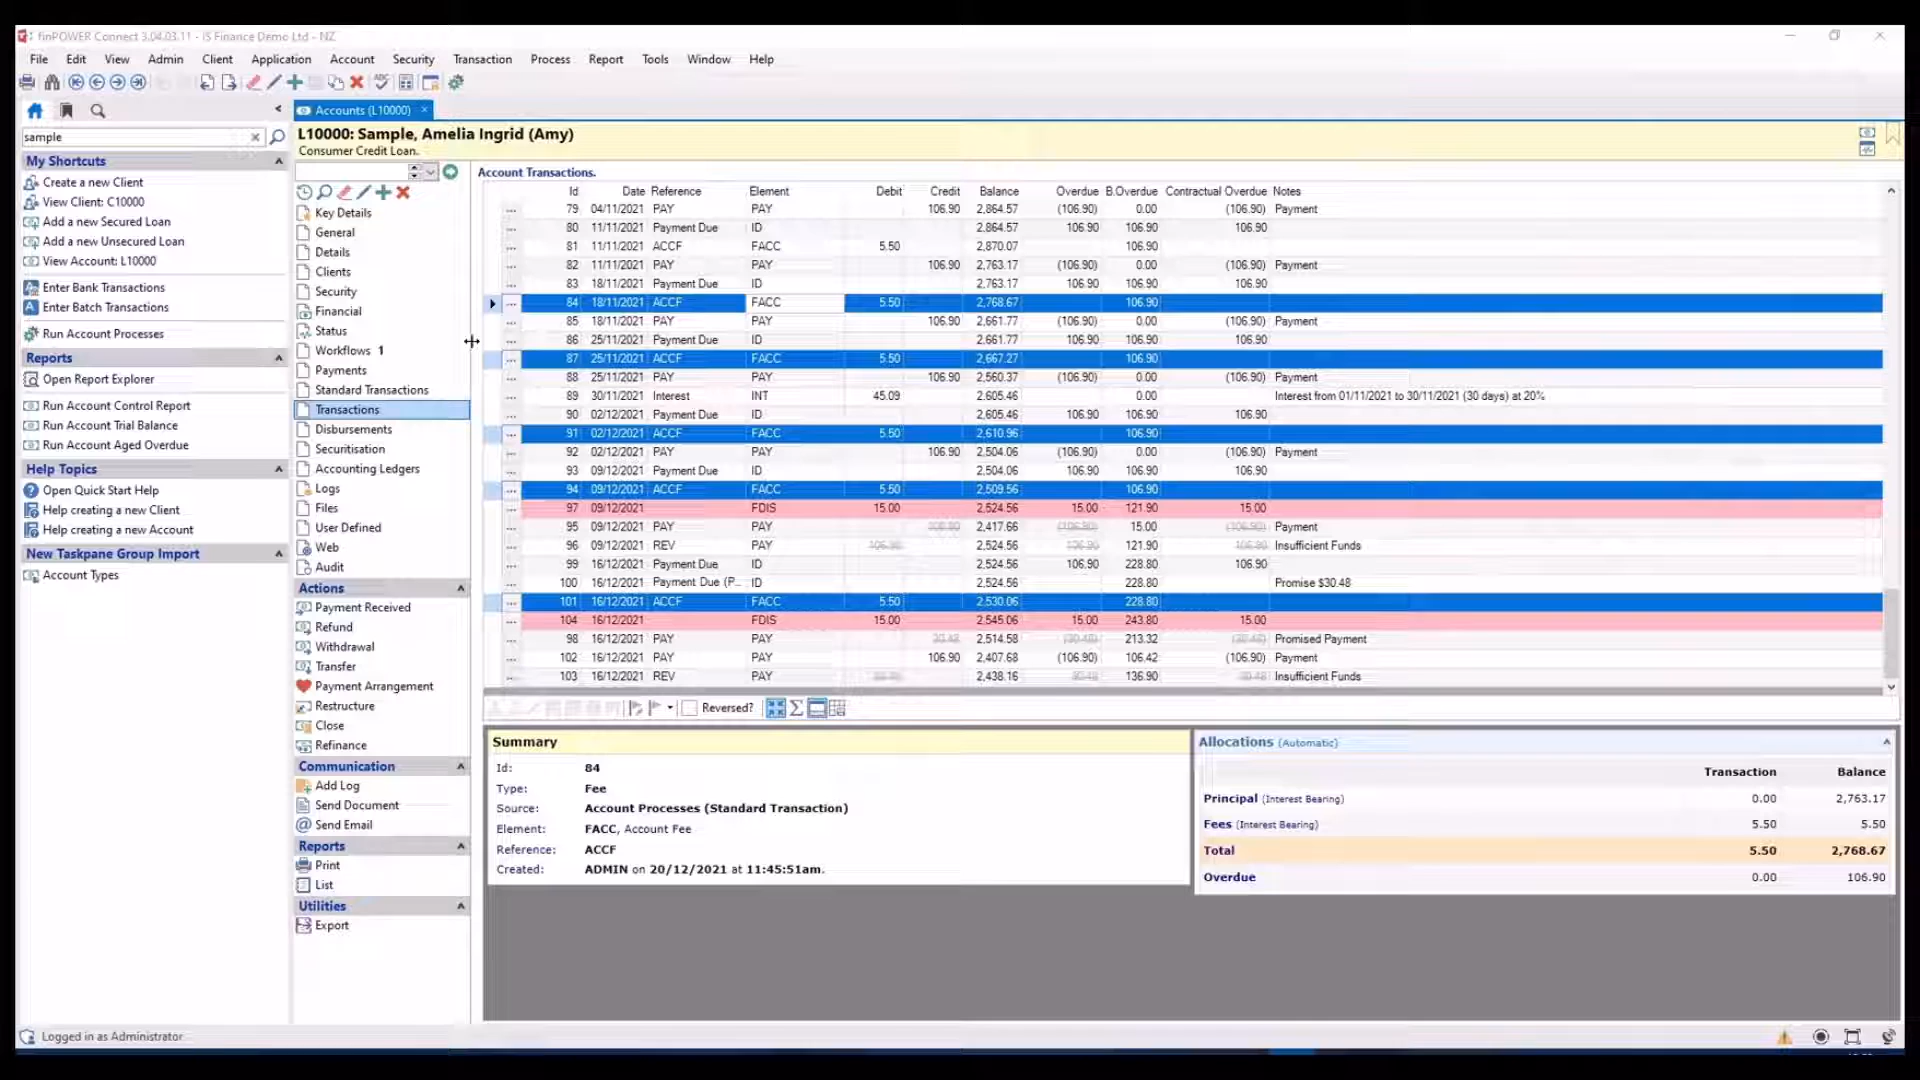 finPOWER Connect 3.04.03.11 - IS Finance Demo Ltd - NZ
File Edit View Admin Client Application Account Security Transaction Process Report Tools Window Help
Accounts (L10000)
sample
L10000: Sample, Amelia Ingrid (Amy)
Consumer Credit Loan.
My Shortcuts
Create a new Client
View Client: C10000
Add a new Secured Loan
Add a new Unsecured Loan
View Account: L10000
Enter Bank Transactions
Enter Batch Transactions
Run Account Processes
Reports
Open Report Explorer
Run Account Control Report
Run Account Trial Balance
Run Account Aged Overdue
Help Topics
Open Quick Start Help
Help creating a new Client
Help creating a new Account
New Taskpane Group Import
Account Types
Key Details
General
Details
Clients
Security
Financial
Status
Workflows 1
Payments
Standard Transactions
Transactions
Disbursements
Securitisation
Accounting Ledgers
Logs
Files
User Defined
Web
Audit
Actions
Payment Received
Refund
Withdrawal
Transfer
Payment Arrangement
Restructure
Close
Refinance
Communication
Add Log
Send Document
Send Email
Reports
Print
List
Utilities
Export
Account Transactions.
Id Date Reference Element Debit Credit Balance Overdue B.Overdue Contractual Overdue Notes
... 79 04/11/2021 PAY PAY 106.90 2,864.57 (106.90) 0.00 (106.90) Payment
... 80 11/11/2021 Payment Due ID 2,864.57 106.90 106.90 106.90
... 81 11/11/2021 ACCF FACC 5.50 2,870.07 106.90
... 82 11/11/2021 PAY PAY 106.90 2,763.17 (106.90) 0.00 (106.90) Payment
... 83 18/11/2021 Payment Due ID 2,763.17 106.90 106.90 106.90
... 84 18/11/2021 ACCF FACC 5.50 2,768.67 106.90
... 85 18/11/2021 PAY PAY 106.90 2,661.77 (106.90) 0.00 (106.90) Payment
... 86 25/11/2021 Payment Due ID 2,661.77 106.90 106.90 106.90
... 87 25/11/2021 ACCF FACC 5.50 2,667.27 106.90
... 88 25/11/2021 PAY PAY 106.90 2,560.37 (106.90) 0.00 (106.90) Payment
... 89 30/11/2021 Interest INT 45.09 2,605.46 0.00 Interest from 01/11/2021 to 30/11/2021 (30 days) at 20%
... 90 02/12/2021 Payment Due ID 2,605.46 106.90 106.90 106.90
... 91 02/12/2021 ACCF FACC 5.50 2,610.96 106.90
... 92 02/12/2021 PAY PAY 106.90 2,504.06 (106.90) 0.00 (106.90) Payment
... 93 09/12/2021 Payment Due ID 2,504.06 106.90 106.90 106.90
... 94 09/12/2021 ACCF FACC 5.50 2,509.56 106.90
... 97 09/12/2021 FDIS 15.00 2,524.56 15.00 121.90 15.00
... 95 09/12/2021 PAY PAY 106.90 2,417.66 (106.90) 15.00 (106.90) Payment
... 96 09/12/2021 REV PAY 106.90 2,524.56 106.90 121.90 106.90 Insufficient Funds
... 99 16/12/2021 Payment Due ID 2,524.56 106.90 228.80 106.90
... 100 16/12/2021 Payment Due (P... ID 2,524.56 228.80 Promise $30.48
... 101 16/12/2021 ACCF FACC 5.50 2,530.06 228.80
... 104 16/12/2021 FDIS 15.00 2,545.06 15.00 243.80 15.00
... 98 16/12/2021 PAY PAY 30.48 2,514.58 (30.48) 213.32 (30.48) Promised Payment
... 102 16/12/2021 PAY PAY 106.90 2,407.68 (106.90) 106.42 (106.90) Payment
... 103 16/12/2021 REV PAY 2,438.16 30.48 136.90 30.48 Insufficient Funds
Reversed?
Summary
Id: 84
Type: Fee
Source: Account Processes (Standard Transaction)
Element: FACC, Account Fee
Reference: ACCF
Created: ADMIN on 20/12/2021 at 11:45:51am.
Allocations (Automatic)
Transaction Balance
Principal (Interest Bearing) 0.00 2,763.17
Fees (Interest Bearing) 5.50 5.50
Total 5.50 2,768.67
Overdue 0.00 106.90
Logged in as Administrator